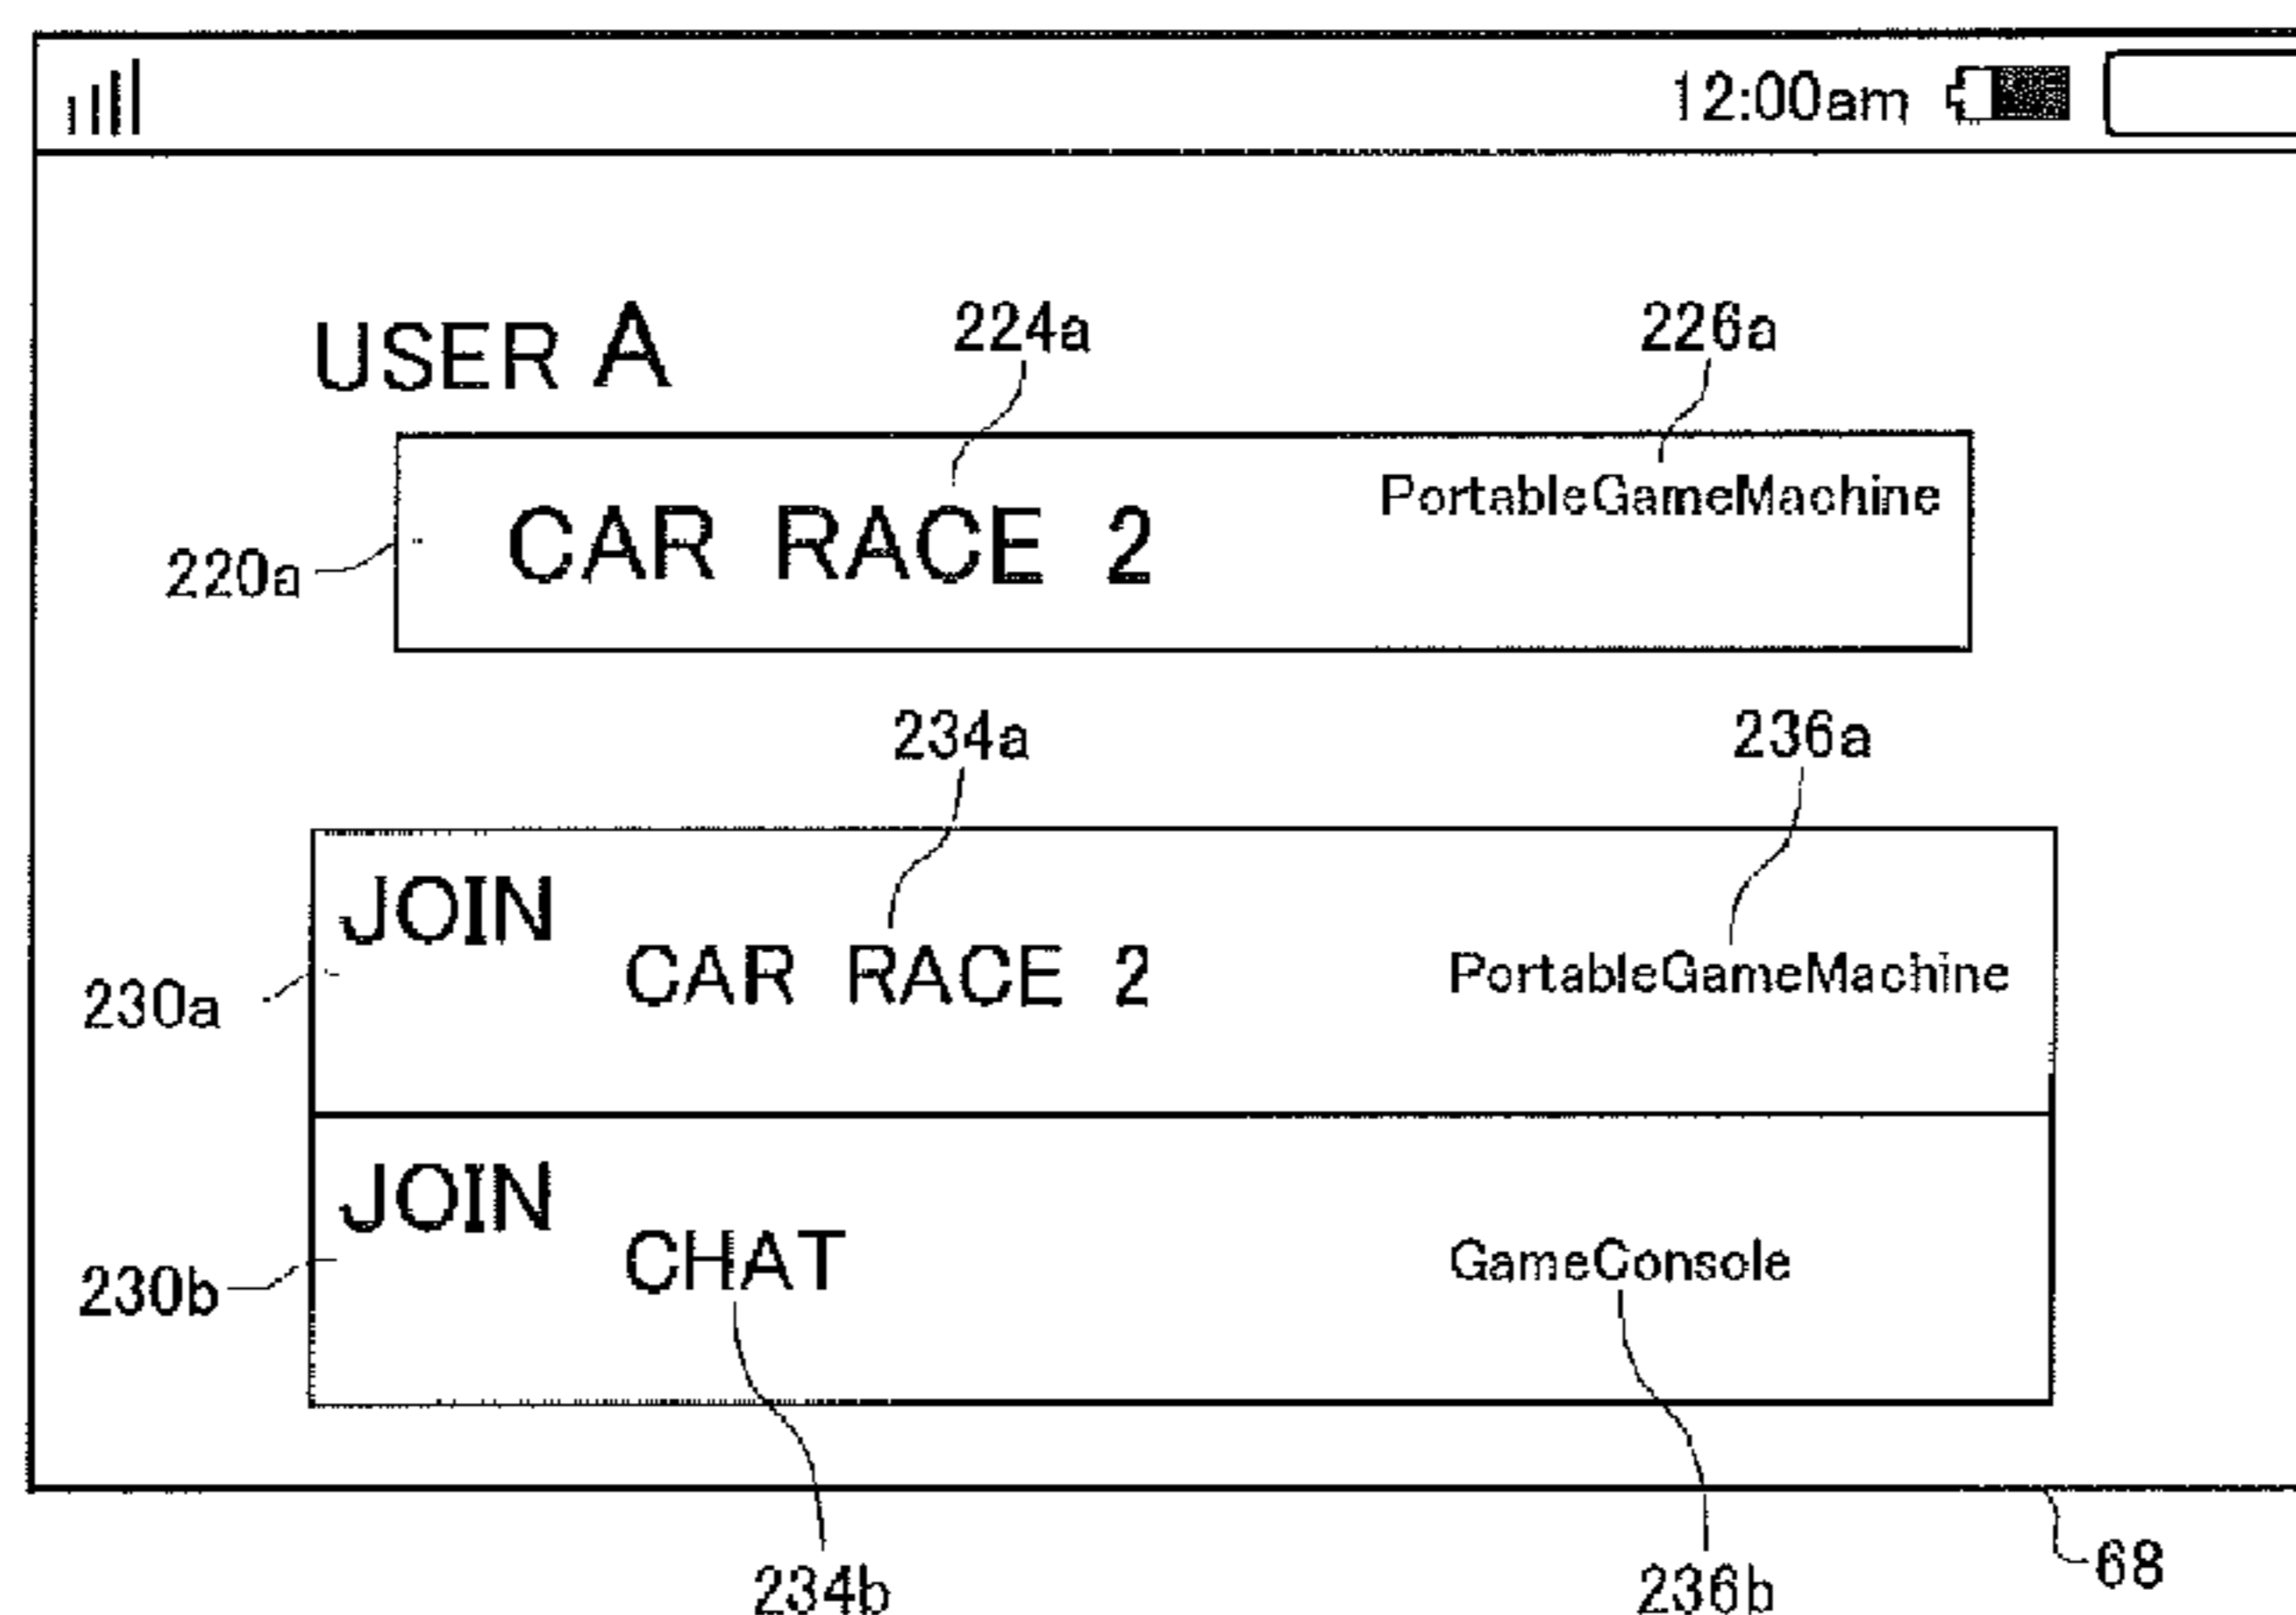 12:00am
USER A
224a
226a
CAR RACE 2
PortableGameMachine
220a
234a
236a
JOIN
CAR RACE 2
PortableGameMachine
230a
JOIN
CHAT
GameConsole
230b
234b
236b
68